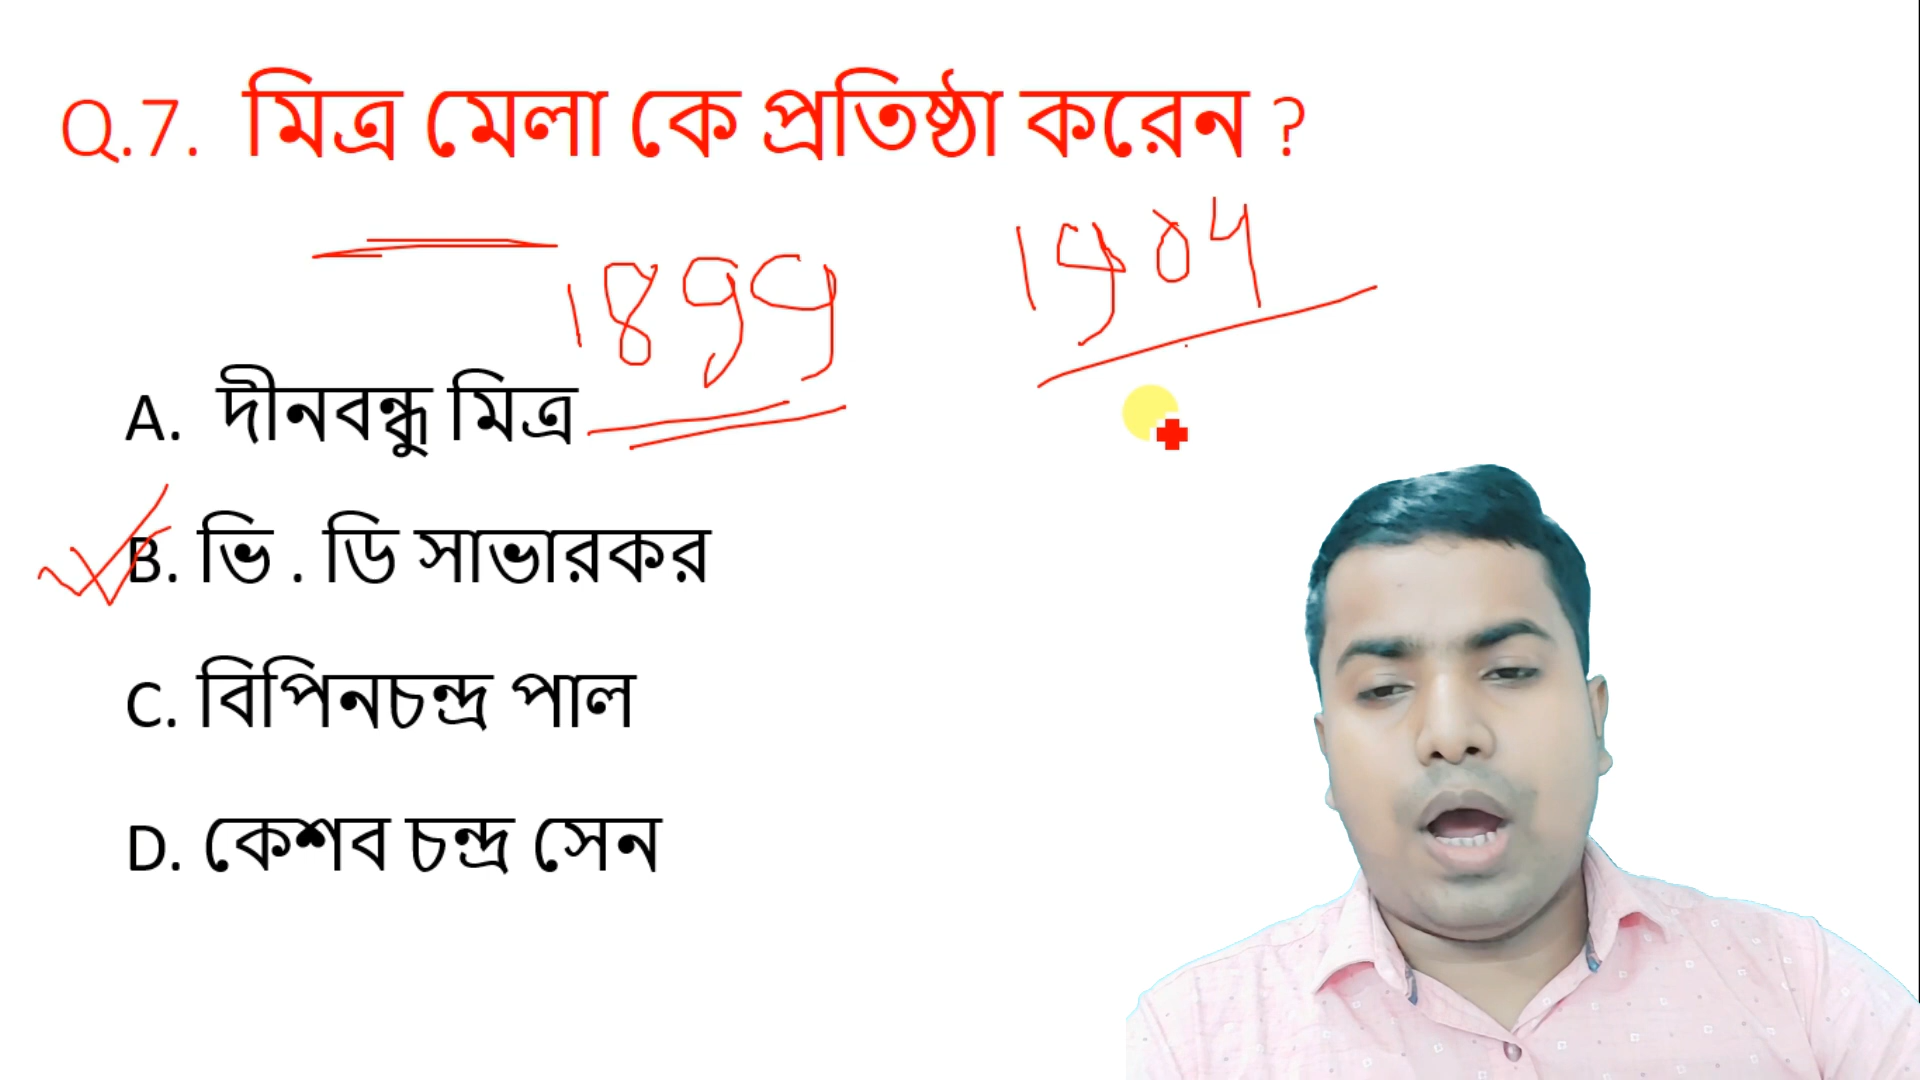 Q.7. মিত্র মেলা কে প্রতিষ্ঠা করেন ?
1899 1904
A. দীনবন্ধু মিত্র
B. ভি . ডি সাভারকর
C. বিপিনচন্দ্র পাল
D. কেশব চন্দ্র সেন